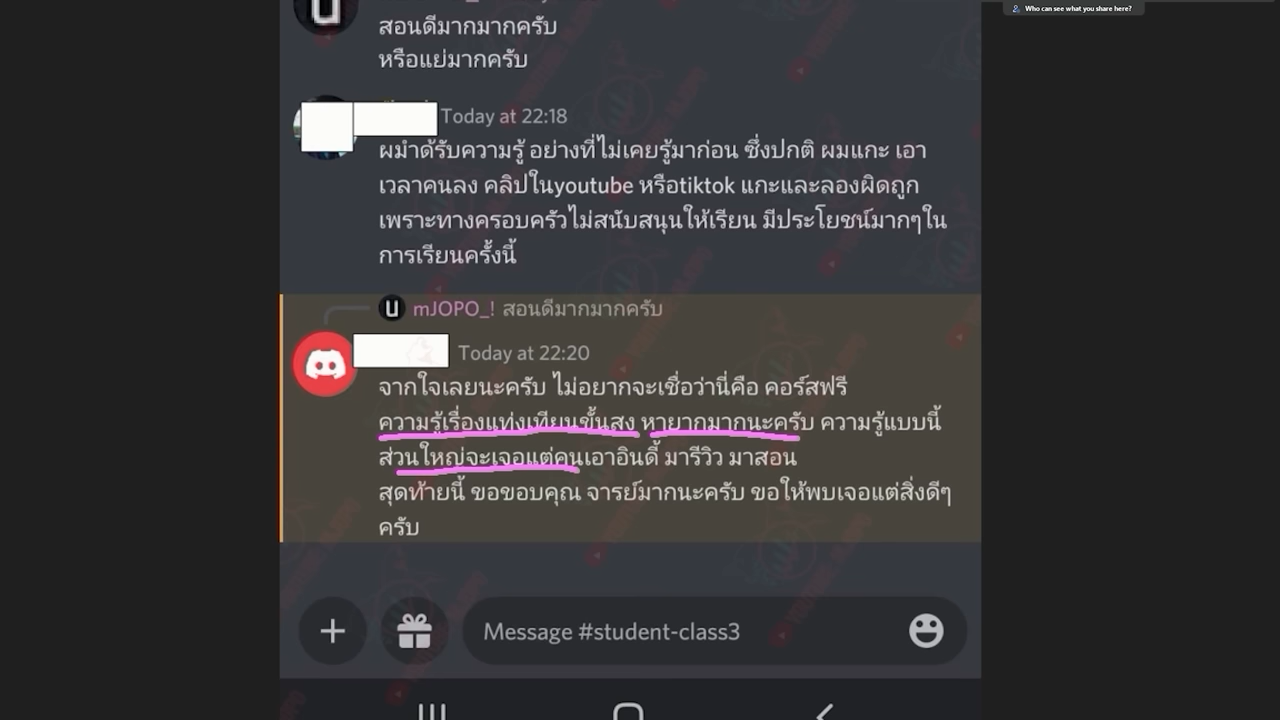 Who can see what you share here?
สอนดีมากมากครับ
หรือแย่มากครับ
Today at 22:18
ผมำด้รับความรู้ อย่างที่ไม่เคยรู้มาก่อน ซึ่งปกติ ผมแกะ เอา
เวลาคนลง คลิปในyoutube หรือtiktok แกะและลองผิดถูก
เพราะทางครอบครัวไม่สนับสนุนให้เรียน มีประโยชน์มากๆใน
การเรียนครั้งนี้
mJOPO_! สอนดีมากมากครับ
Today at 22:20
จากใจเลยนะครับ ไม่อยากจะเชื่อว่านี่คือ คอร์สฟรี
ความรู้เรื่องแท่งเทียนขั้นสูง หายากมากนะครับ ความรู้แบบนี้
ส่วนใหญ่จะเจอแต่คนเอาอินดี้ มารีวิว มาสอน
สุดท้ายนี้ ขอขอบคุณ จารย์มากนะครับ ขอให้พบเจอแต่สิ่งดีๆ
ครับ
Message #student-class3